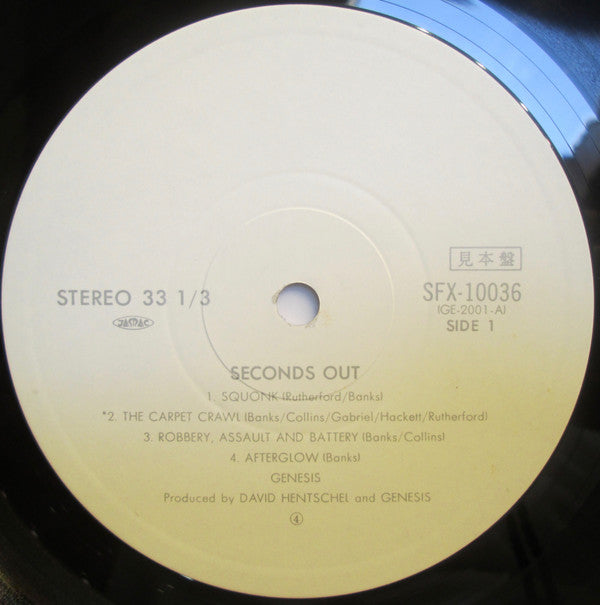 見本盤
STEREO 33 1/3
SFX-10036
(GE-2001-A)
JASRAC
SIDE 1
SECONDS OUT
1. SQUONK (Rutherford/Banks)
*2. THE CARPET CRAWL (Banks/Collins/Gabriel/Hackett/Rutherford)
3. ROBBERY, ASSAULT AND BATTERY (Banks/Collins)
4. AFTERGLOW (Banks)
GENESIS
Produced by DAVID HENTSCHEL and GENESIS
④